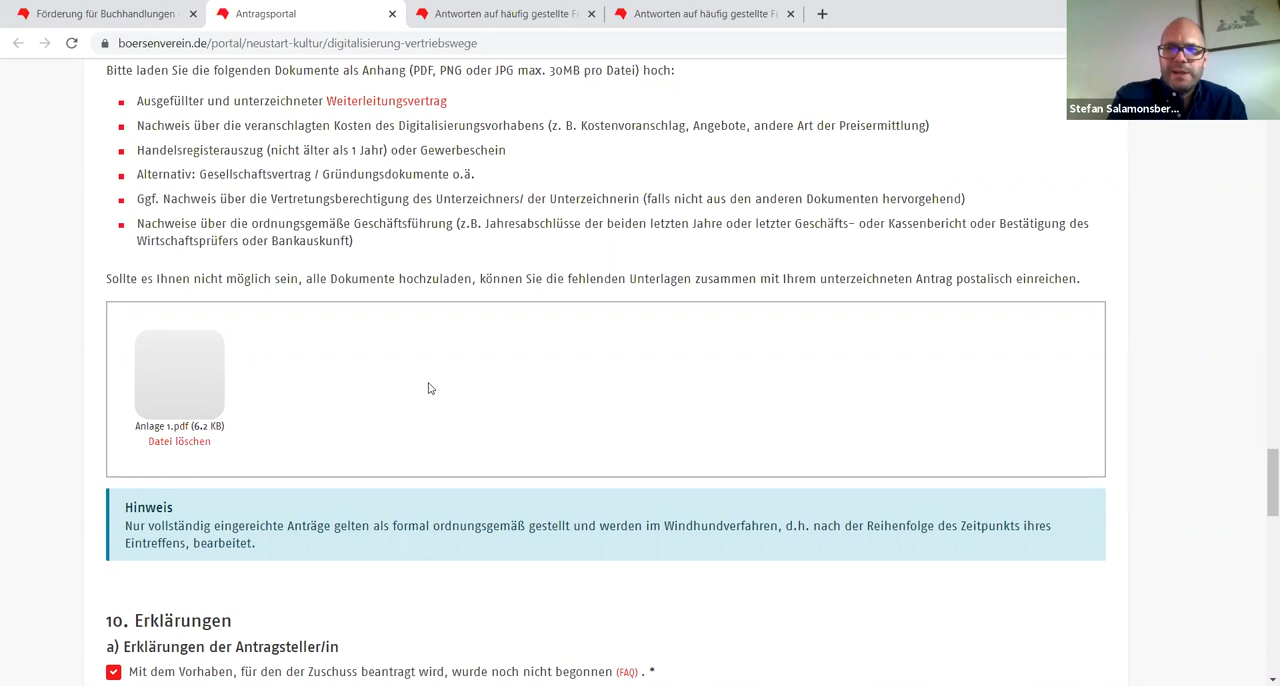 Förderung für Buchhandlungen
Antragsportal
Antworten auf häufig gestellte Fr
Antworten auf häufig gestellte Fr
boersenverein.de/portal/neustart-kultur/digitalisierung-vertriebswege
Stefan Salamonsber...
Bitte laden Sie die folgenden Dokumente als Anhang (PDF, PNG oder JPG max. 30MB pro Datei) hoch:
Ausgefüllter und unterzeichneter Weiterleitungsvertrag
Nachweis über die veranschlagten Kosten des Digitalisierungsvorhabens (z. B. Kostenvoranschlag, Angebote, andere Art der Preisermittlung)
Handelsregisterauszug (nicht älter als 1 Jahr) oder Gewerbeschein
Alternativ: Gesellschaftsvertrag / Gründungsdokumente o.ä.
Ggf. Nachweis über die Vertretungsberechtigung des Unterzeichners/ der Unterzeichnerin (falls nicht aus den anderen Dokumenten hervorgehend)
Nachweise über die ordnungsgemäße Geschäftsführung (z.B. Jahresabschlüsse der beiden letzten Jahre oder letzter Geschäfts- oder Kassenbericht oder Bestätigung des
Wirtschaftsprüfers oder Bankauskunft)
Sollte es Ihnen nicht möglich sein, alle Dokumente hochzuladen, können Sie die fehlenden Unterlagen zusammen mit Ihrem unterzeichneten Antrag postalisch einreichen.
Anlage 1.pdf (6.2 KB)
Datei löschen
Hinweis
Nur vollständig eingereichte Anträge gelten als formal ordnungsgemäß gestellt und werden im Windhundverfahren, d.h. nach der Reihenfolge des Zeitpunkts ihres
Eintreffens, bearbeitet.
10. Erklärungen
a) Erklärungen der Antragsteller/in
Mit dem Vorhaben, für den der Zuschuss beantragt wird, wurde noch nicht begonnen (FAQ) . *